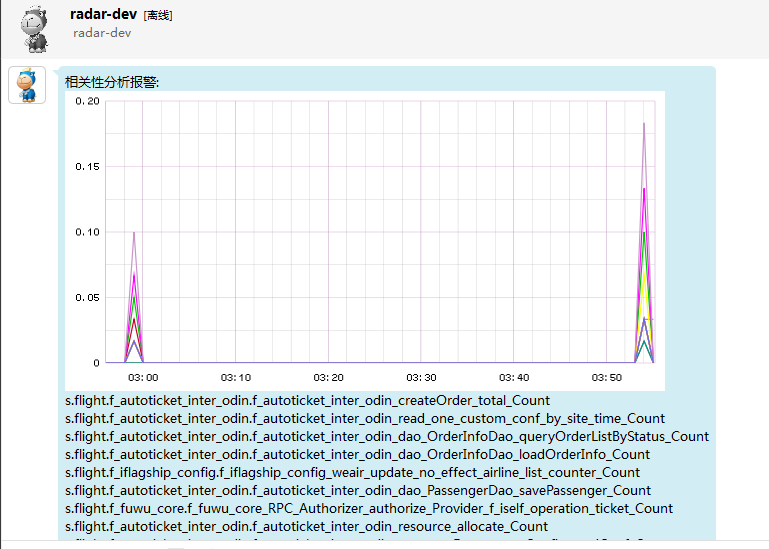 radar-dev [离线]
radar-dev
相关性分析报警:
0.20
0.15
0.10
0.05
0
03:00 03:10 03:20 03:30 03:40 03:50
s.flight.f_autoticket_inter_odin.f_autoticket_inter_odin_createOrder_total_Count
s.flight.f_autoticket_inter_odin.f_autoticket_inter_odin_read_one_custom_conf_by_site_time_Count
s.flight.f_autoticket_inter_odin.f_autoticket_inter_odin_dao_OrderInfoDao_queryOrderListByStatus_Count
s.flight.f_autoticket_inter_odin.f_autoticket_inter_odin_dao_OrderInfoDao_loadOrderInfo_Count
s.flight.f_iflagship_config.f_iflagship_config_weair_update_no_effect_airline_list_counter_Count
s.flight.f_autoticket_inter_odin.f_autoticket_inter_odin_dao_PassengerDao_savePassenger_Count
s.flight.f_fuwu_core.f_fuwu_core_RPC_Authorizer_authorize_Provider_f_iself_operation_ticket_Count
s.flight.f_autoticket_inter_odin.f_autoticket_inter_odin_resource_allocate_Count